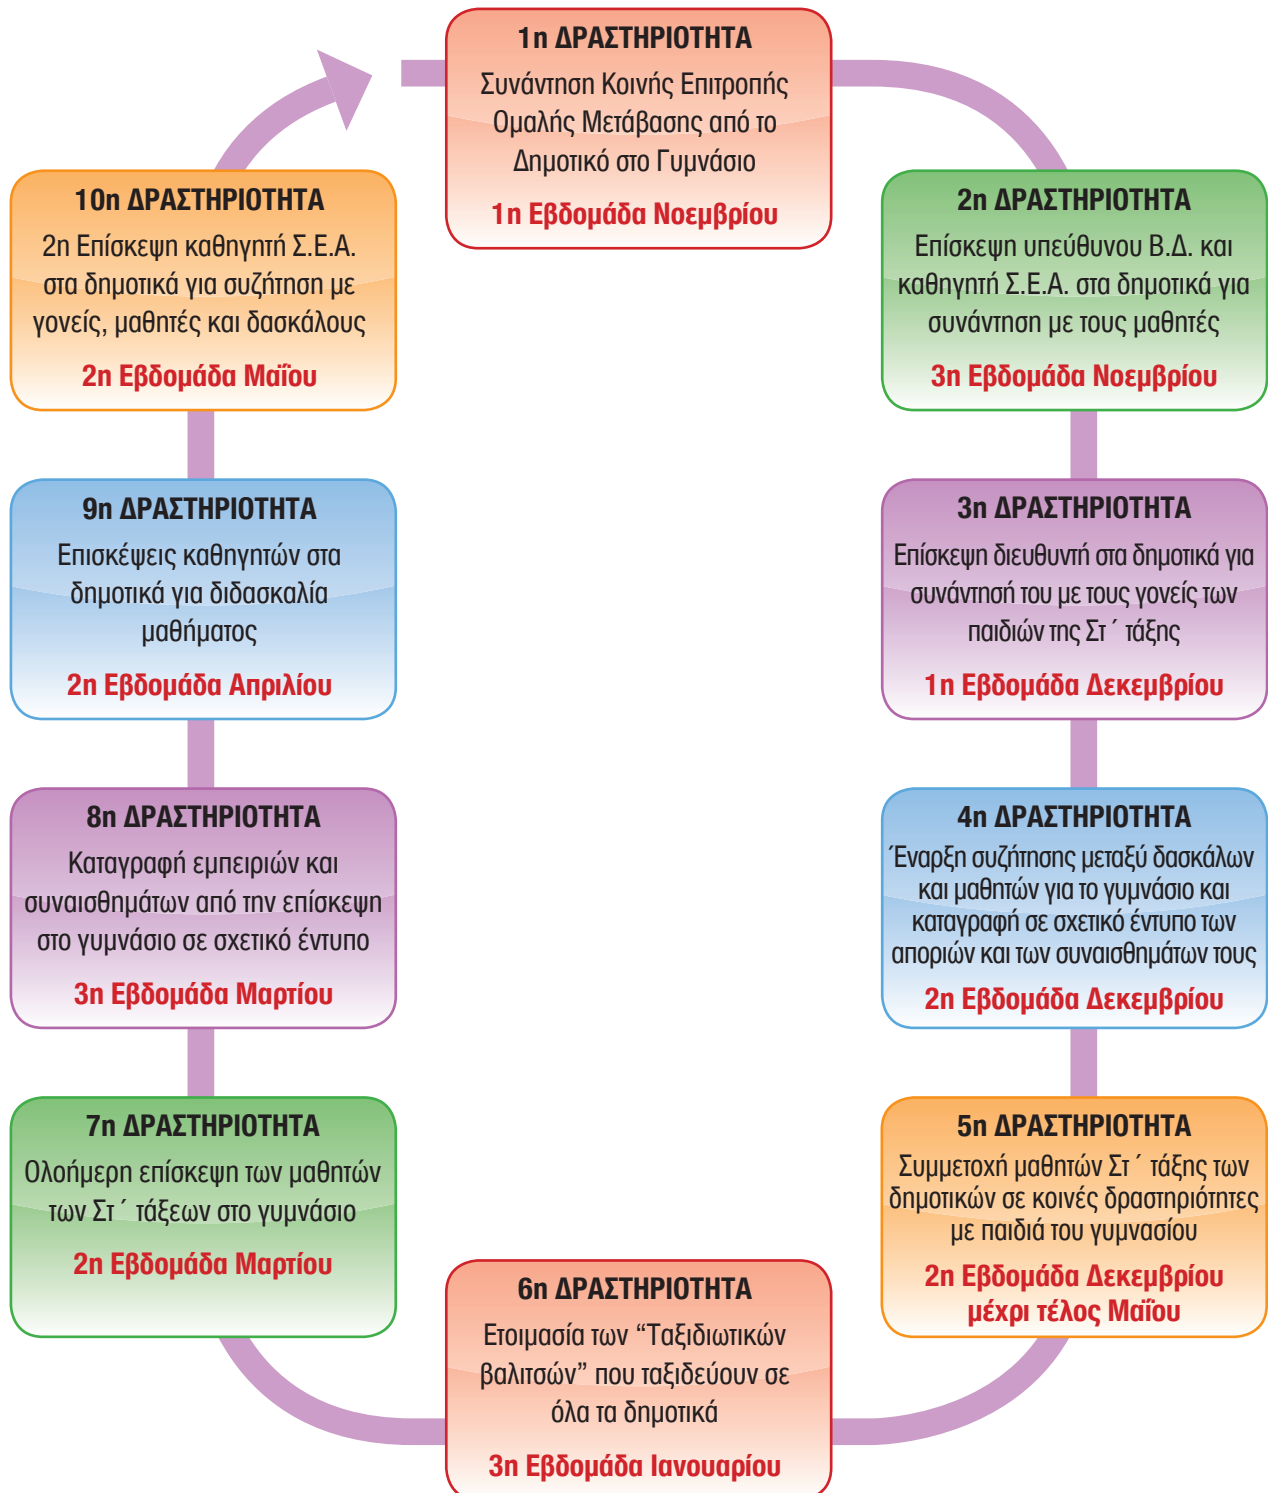 1η ΔΡΑΣΤΗΡΙΟΤΗΤΑ
Συνάντηση Κοινής Επιτροπής
Ομαλής Μετάβασης από το
Δημοτικό στο Γυμνάσιο
1η Εβδομάδα Νοεμβρίου
2η ΔΡΑΣΤΗΡΙΟΤΗΤΑ
Επίσκεψη υπεύθυνου Β.Δ. και
καθηγητή Σ.Ε.Α. στα δημοτικά για
συνάντηση με τους μαθητές
3η Εβδομάδα Νοεμβρίου
3η ΔΡΑΣΤΗΡΙΟΤΗΤΑ
Επίσκεψη διευθυντή στα δημοτικά για
συνάντησή του με τους γονείς των
παιδιών της Στ ΄ τάξης
1η Εβδομάδα Δεκεμβρίου
4η ΔΡΑΣΤΗΡΙΟΤΗΤΑ
Έναρξη συζήτησης μεταξύ δασκάλων
και μαθητών για το γυμνάσιο και
καταγραφή σε σχετικό έντυπο των
αποριών και των συναισθημάτων τους
2η Εβδομάδα Δεκεμβρίου
5η ΔΡΑΣΤΗΡΙΟΤΗΤΑ
Συμμετοχή μαθητών Στ ΄ τάξης των
δημοτικών σε κοινές δραστηριότητες
με παιδιά του γυμνασίου
2η Εβδομάδα Δεκεμβρίου
μέχρι τέλος Μαΐου
6η ΔΡΑΣΤΗΡΙΟΤΗΤΑ
Ετοιμασία των “Ταξιδιωτικών
βαλιτσών” που ταξιδεύουν σε
όλα τα δημοτικά
3η Εβδομάδα Ιανουαρίου
7η ΔΡΑΣΤΗΡΙΟΤΗΤΑ
Ολοήμερη επίσκεψη των μαθητών
των Στ ΄ τάξεων στο γυμνάσιο
2η Εβδομάδα Μαρτίου
8η ΔΡΑΣΤΗΡΙΟΤΗΤΑ
Καταγραφή εμπειριών και
συναισθημάτων από την επίσκεψη
στο γυμνάσιο σε σχετικό έντυπο
3η Εβδομάδα Μαρτίου
9η ΔΡΑΣΤΗΡΙΟΤΗΤΑ
Επισκέψεις καθηγητών στα
δημοτικά για διδασκαλία
μαθήματος
2η Εβδομάδα Απριλίου
10η ΔΡΑΣΤΗΡΙΟΤΗΤΑ
2η Επίσκεψη καθηγητή Σ.Ε.Α.
στα δημοτικά για συζήτηση με
γονείς, μαθητές και δασκάλους
2η Εβδομάδα Μαΐου